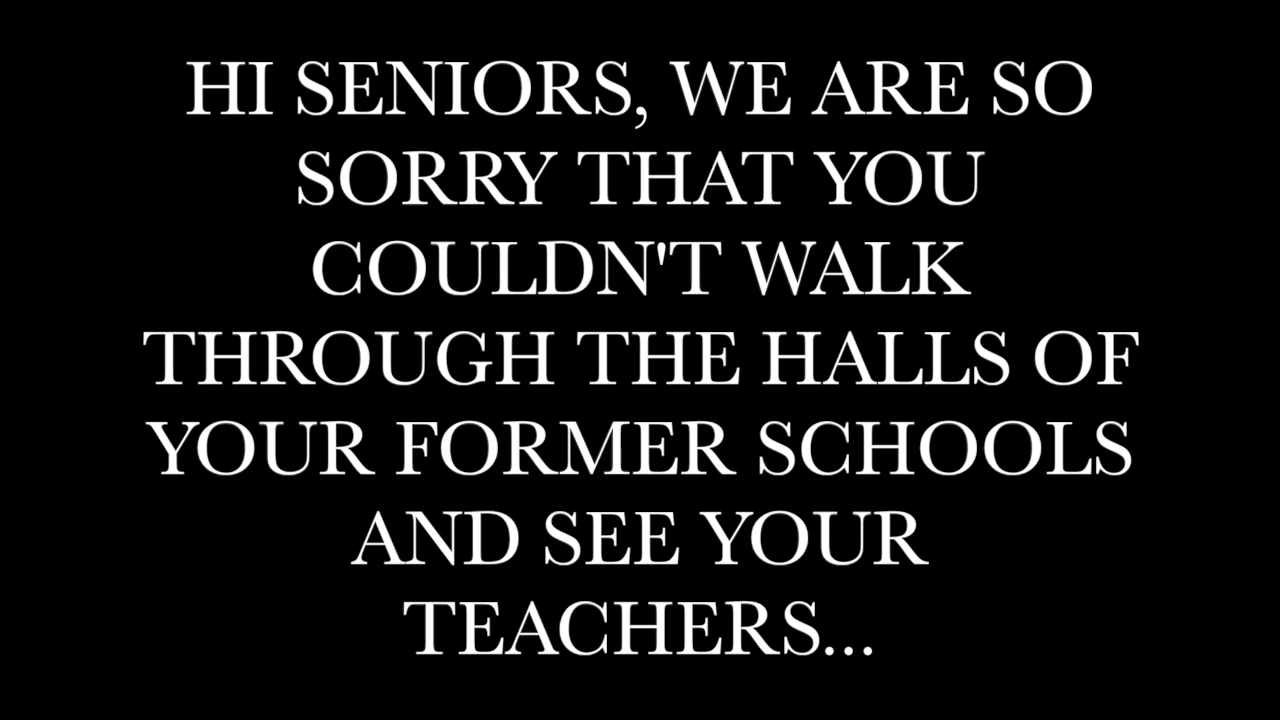 HI SENIORS, WE ARE SO
SORRY THAT YOU
COULDN'T WALK
THROUGH THE HALLS OF
YOUR FORMER SCHOOLS
AND SEE YOUR
TEACHERS...